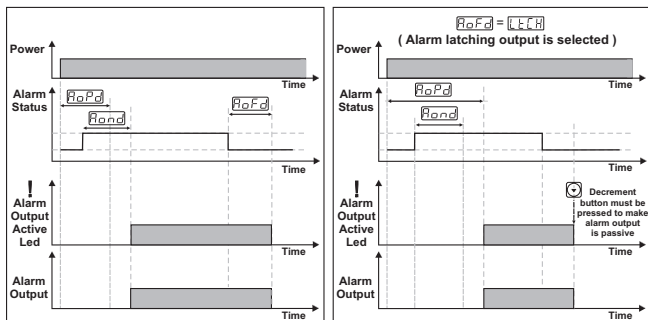 Power
Time
Alarm
Status
AoPd
Aond
AoFd
Time
!
Alarm
Output
Active
Led
Time
Alarm
Output
Time
AoFd = LtCH
( Alarm latching output is selected )
Power
Time
Alarm
Status
AoPd
Aond
Time
!
Alarm
Output
Active
Led
Decrement
button must be
pressed to make
alarm output
is passive
Time
Alarm
Output
Time